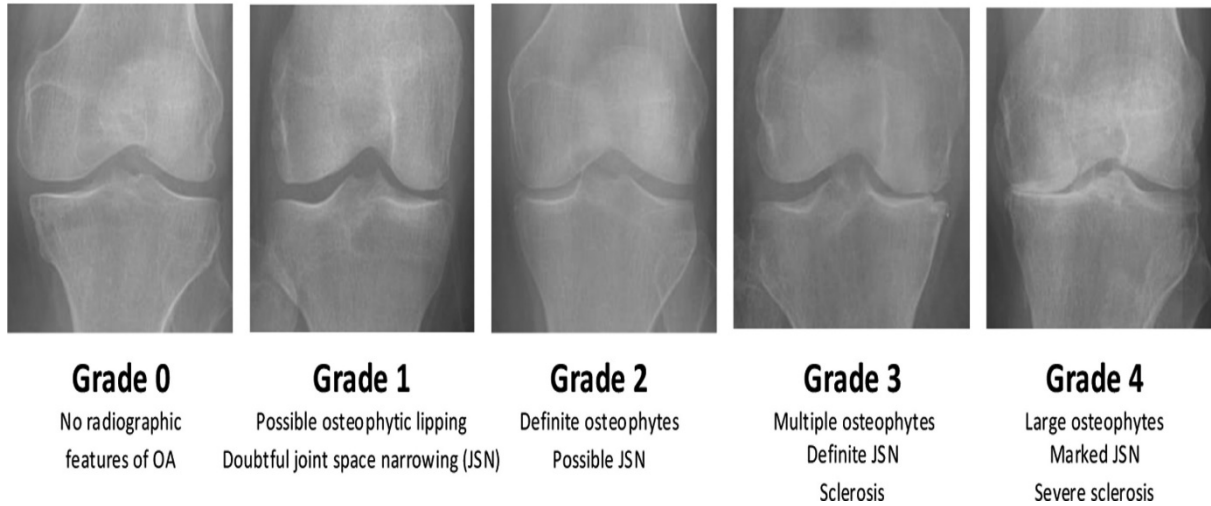 Grade 0
No radiographic
features of OA
Grade 1
Possible osteophytic lipping
Doubtful joint space narrowing (JSN)
Grade 2
Definite osteophytes
Possible JSN
Grade 3
Multiple osteophytes
Definite JSN
Sclerosis
Grade 4
Large osteophytes
Marked JSN
Severe sclerosis